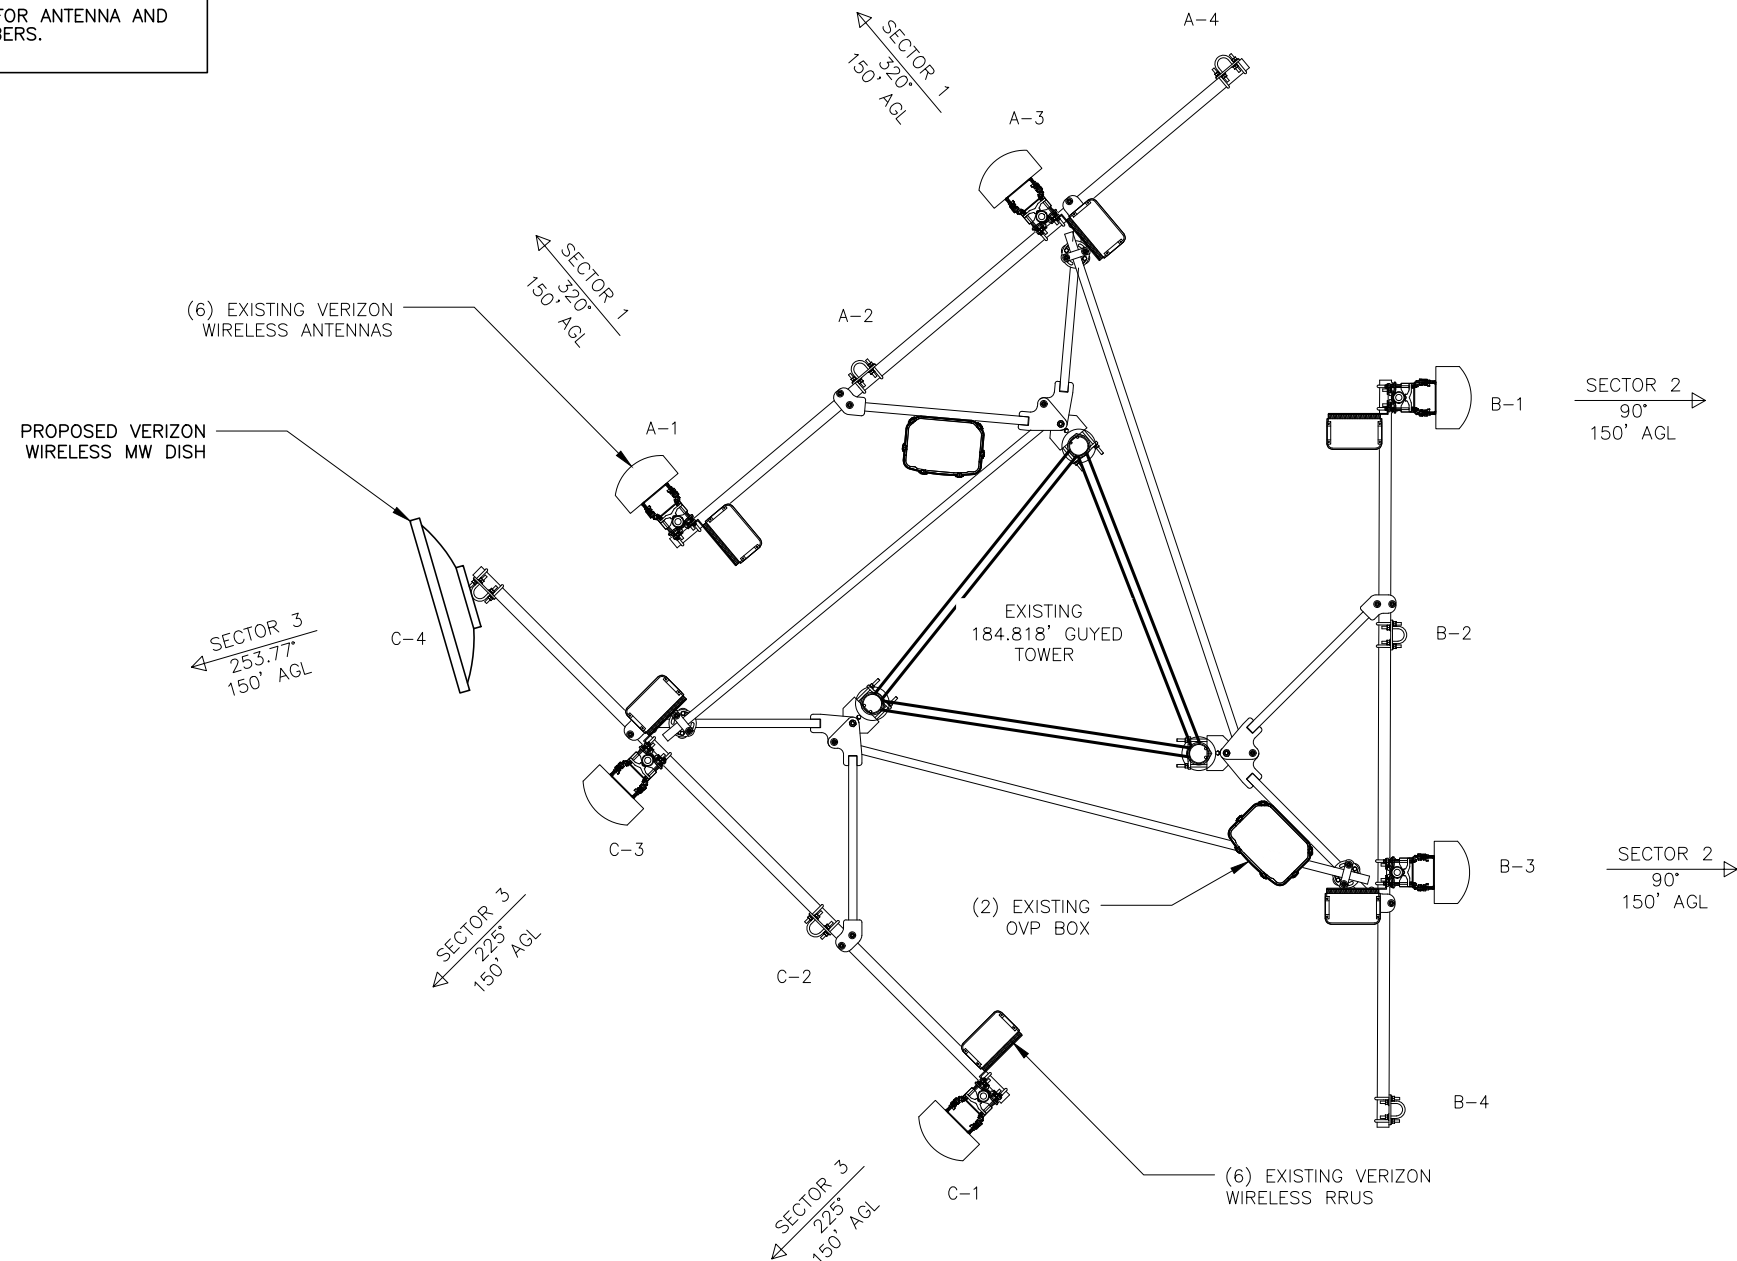 FOR ANTENNA AND
BERS.
A-4
SECTOR 1
320°
150' AGL
A-3
SECTOR 1
320°
150' AGL
(6) EXISTING VERIZON
WIRELESS ANTENNAS
A-2
A-1
PROPOSED VERIZON
WIRELESS MW DISH
B-1
SECTOR 2
90°
150' AGL
EXISTING
184.818' GUYED
TOWER
B-2
C-4
SECTOR 3
253.77°
150' AGL
C-3
B-3
SECTOR 2
90°
150' AGL
(2) EXISTING
OVP BOX
SECTOR 3
225°
150' AGL
C-2
B-4
(6) EXISTING VERIZON
WIRELESS RRUS
C-1
SECTOR 3
225°
150' AGL